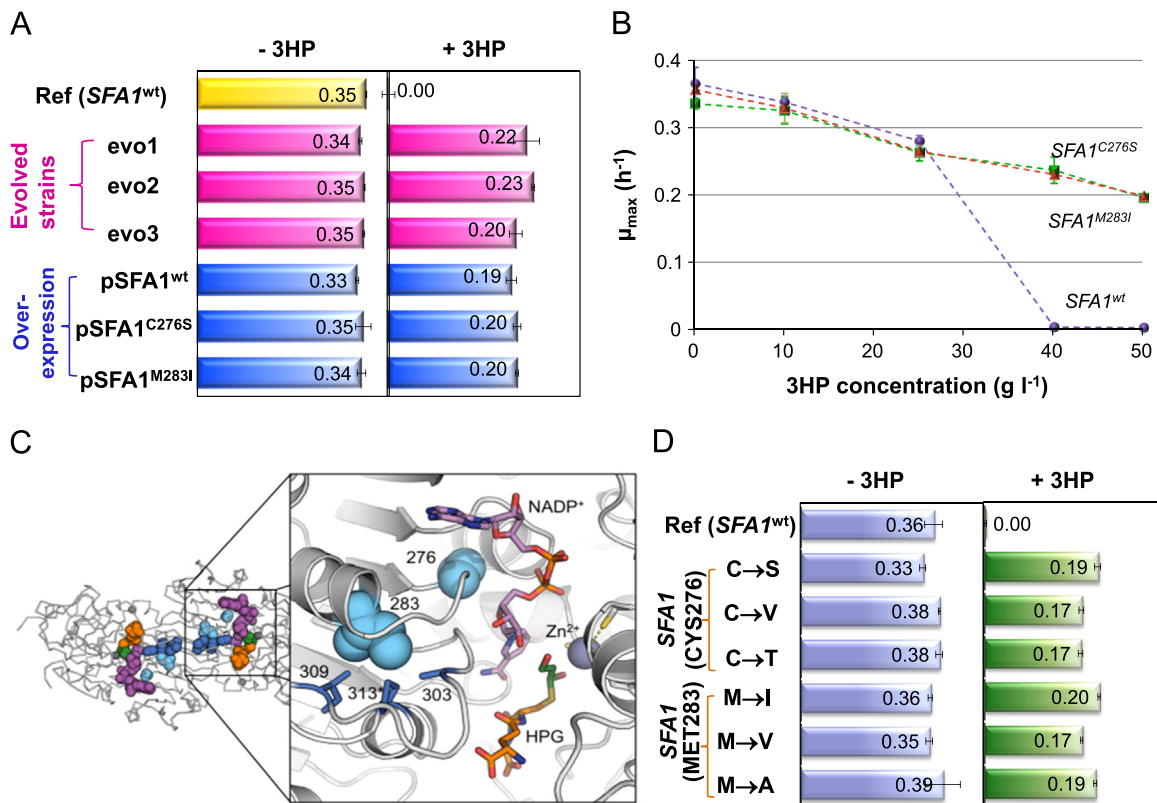 A
- 3HP
+ 3HP
Ref (SFA1wt)
0.35
0.00
Evolved strains
evo1
0.34
0.22
evo2
0.35
0.23
evo3
0.35
0.20
Over-expression
pSFA1wt
0.33
0.19
pSFA1C276S
0.35
0.20
pSFA1M283I
0.34
0.20
B
0.4
0.3
0.2
0.1
0
µmax (h-1)
SFA1C276S
SFA1M283I
SFA1wt
0
10
20
30
40
50
3HP concentration (g l-1)
C
NADP+
276
283
Zn2+
309
313*
303
HPG
D
- 3HP
+ 3HP
Ref (SFA1wt)
0.36
0.00
SFA1
(CYS276)
C→S
0.33
0.19
C→V
0.38
0.17
C→T
0.38
0.17
SFA1
(MET283)
M→I
0.36
0.20
M→V
0.35
0.17
M→A
0.39
0.19